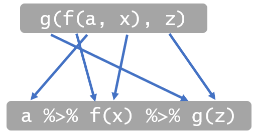 g(f(a, x), z)
a %>% f(x) %>% g(z)